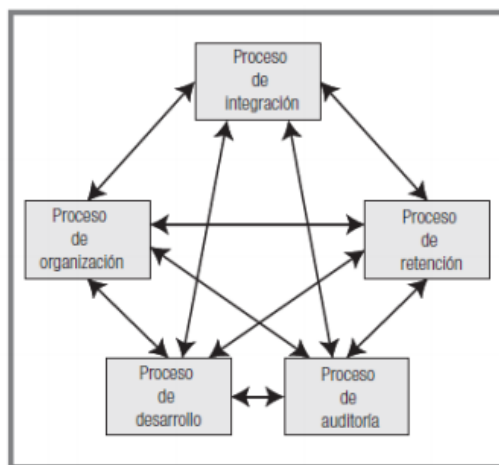 Proceso
de
integración
Proceso
de
organización
Proceso
de
retención
Proceso
de
desarrollo
Proceso
de
auditoría